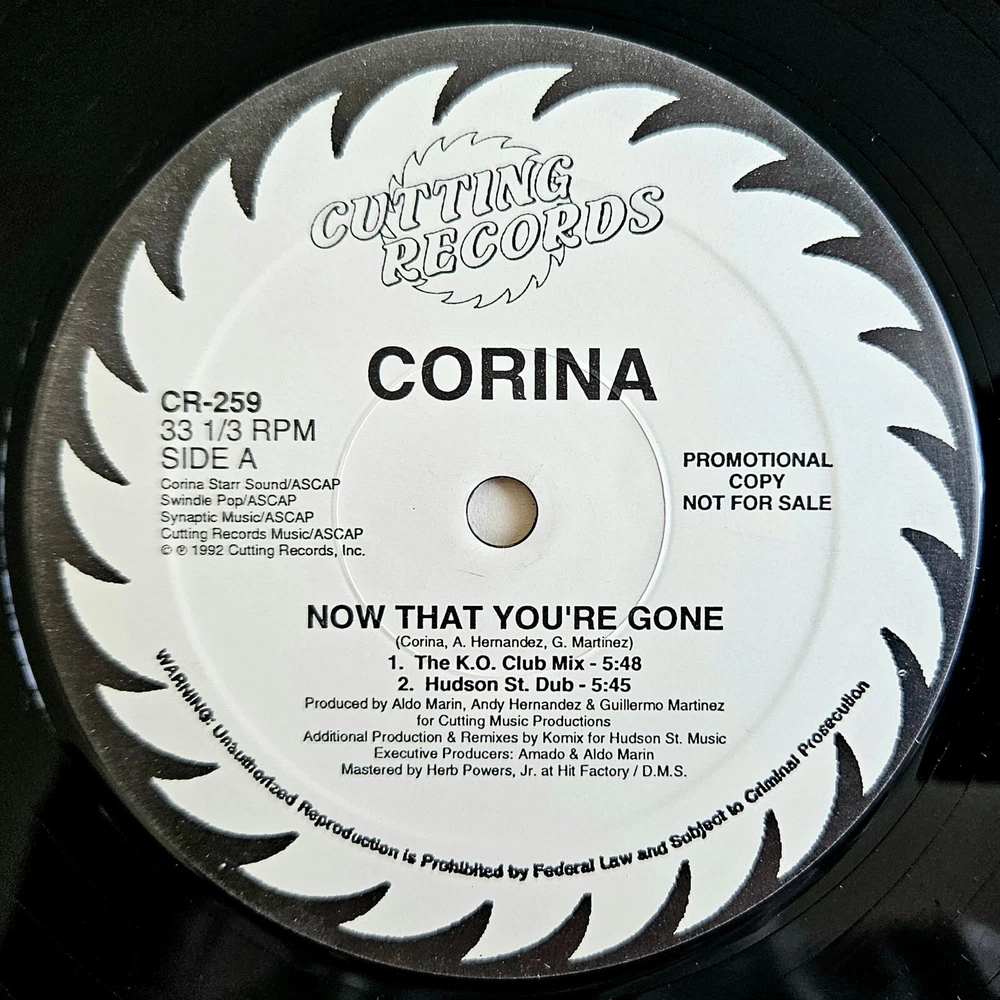 CUTTING
RECORDS
CORINA
CR-259
33 1/3 RPM
SIDE A
Corina Starr Sound/ASCAP
Swindle Pop/ASCAP
Synaptic Music/ASCAP
Cutting Records Music/ASCAP
© ℗ 1992 Cutting Records, Inc.
PROMOTIONAL
COPY
NOT FOR SALE
NOW THAT YOU'RE GONE
(Corina, A. Hernandez, G. Martinez)
1. The K.O. Club Mix - 5:48
2. Hudson St. Dub - 5:45
Produced by Aldo Marin, Andy Hernandez & Guillermo Martinez
for Cutting Music Productions
Additional Production & Remixes by Komix for Hudson St. Music
Executive Producers: Amado & Aldo Marin
Mastered by Herb Powers, Jr. at Hit Factory / D.M.S.
WARNING: Unauthorized Reproduction is Prohibited by Federal Law and Subject to Criminal Prosecution